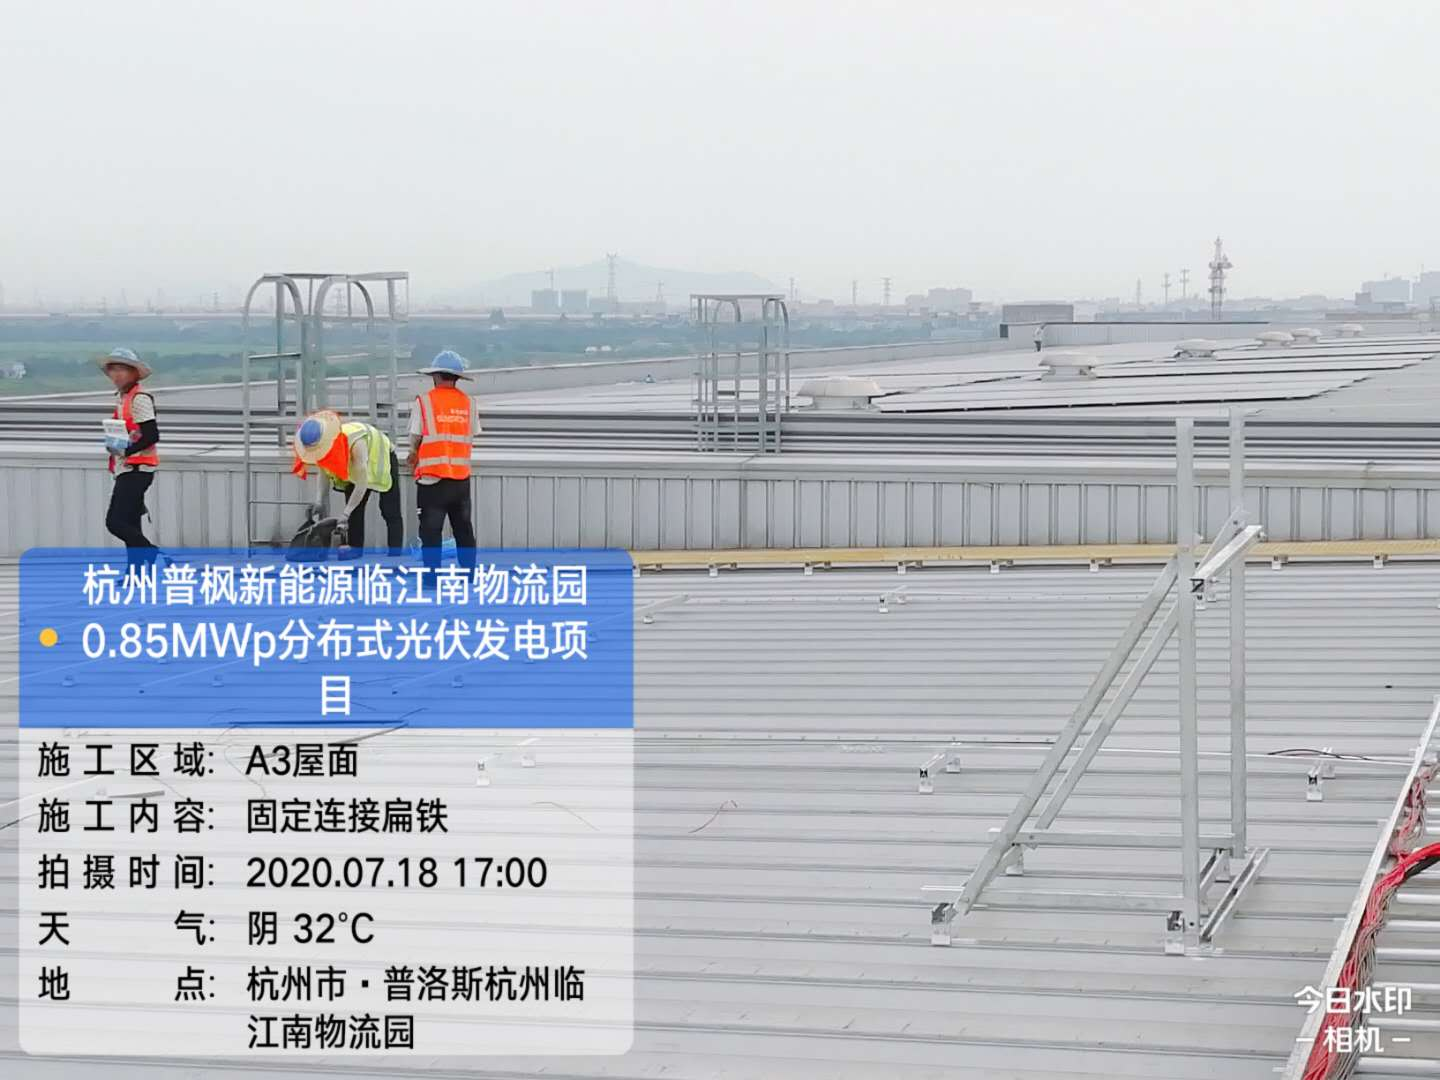 杭州普枫新能源临江南物流园
0.85MWp分布式光伏发电项
目
施工区域: A3屋面
施工内容: 固定连接扁铁
拍摄时间: 2020.07.18 17:00
天气: 阴 32℃
地点: 杭州市·普洛斯杭州临
江南物流园
今日水印
相机